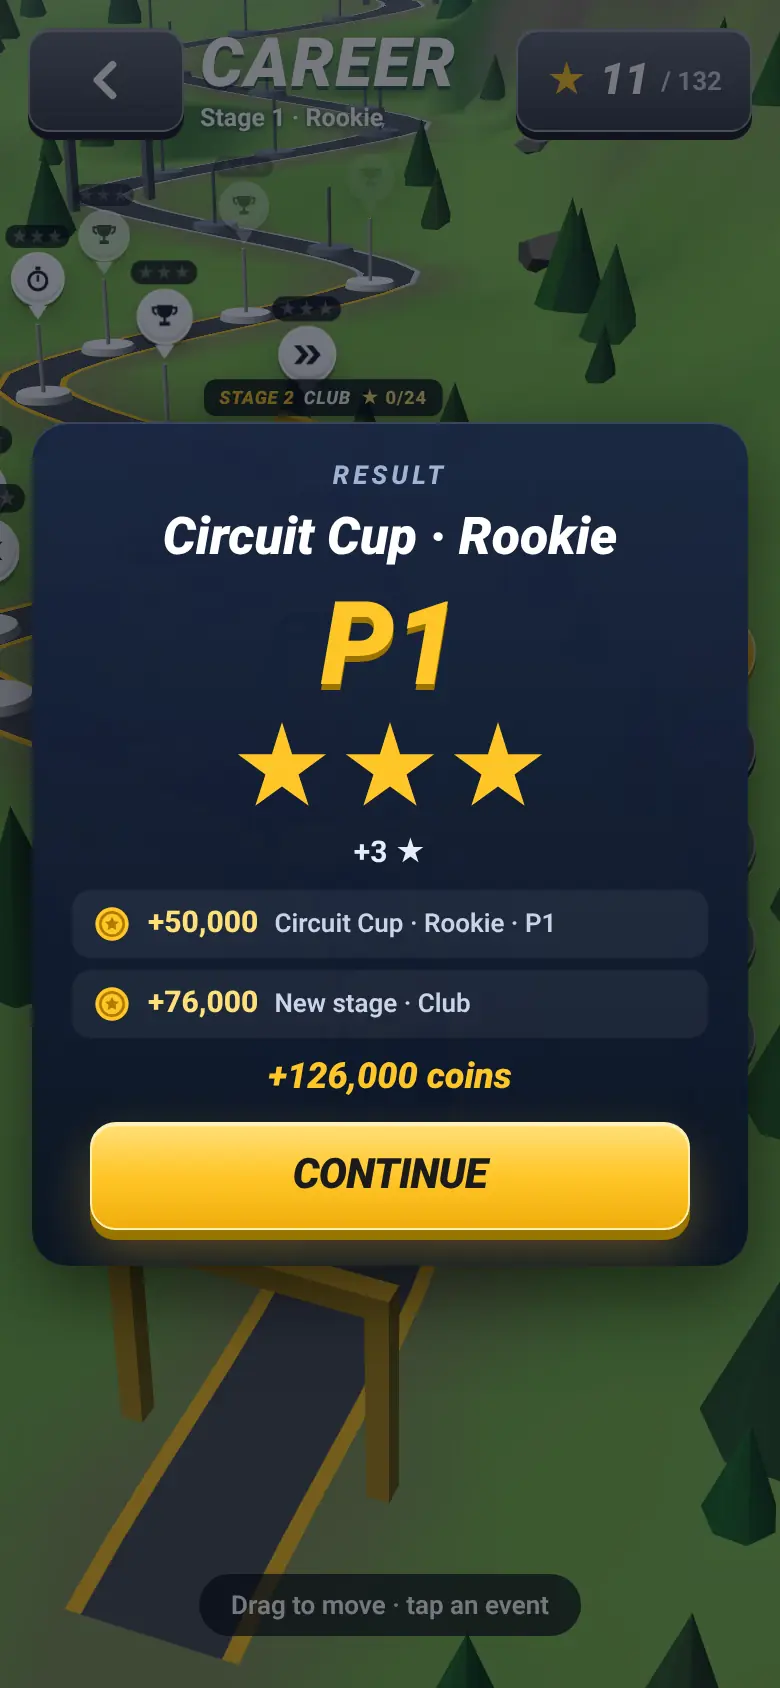 CAREER
Stage 1 · Rookie
★ 11 / 132
STAGE 2 CLUB ★ 0/24
RESULT
Circuit Cup · Rookie
P1
+3 ★
+50,000 Circuit Cup · Rookie · P1
+76,000 New stage · Club
+126,000 coins
CONTINUE
Drag to move · tap an event